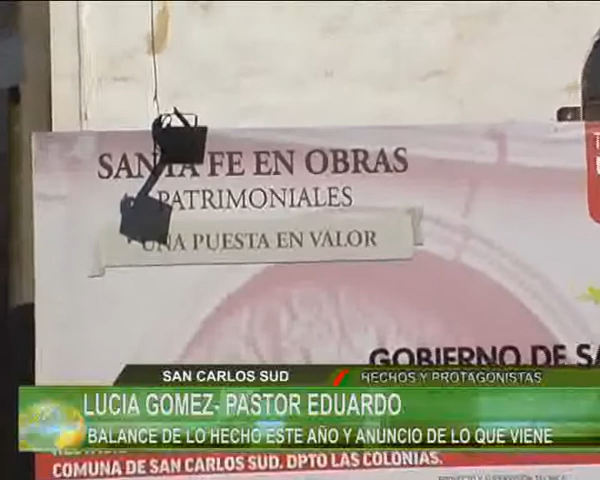 SANTA FE EN OBRAS
PATRIMONIALES
UNA PUESTA EN VALOR
GOBIERNO DE SA
SAN CARLOS SUD
HECHOS Y PROTAGONISTAS
LUCIA GOMEZ- PASTOR EDUARDO
BALANCE DE LO HECHO ESTE AÑO Y ANUNCIO DE LO QUE VIENE
COMUNA DE SAN CARLOS SUD. DPTO LAS COLONIAS.